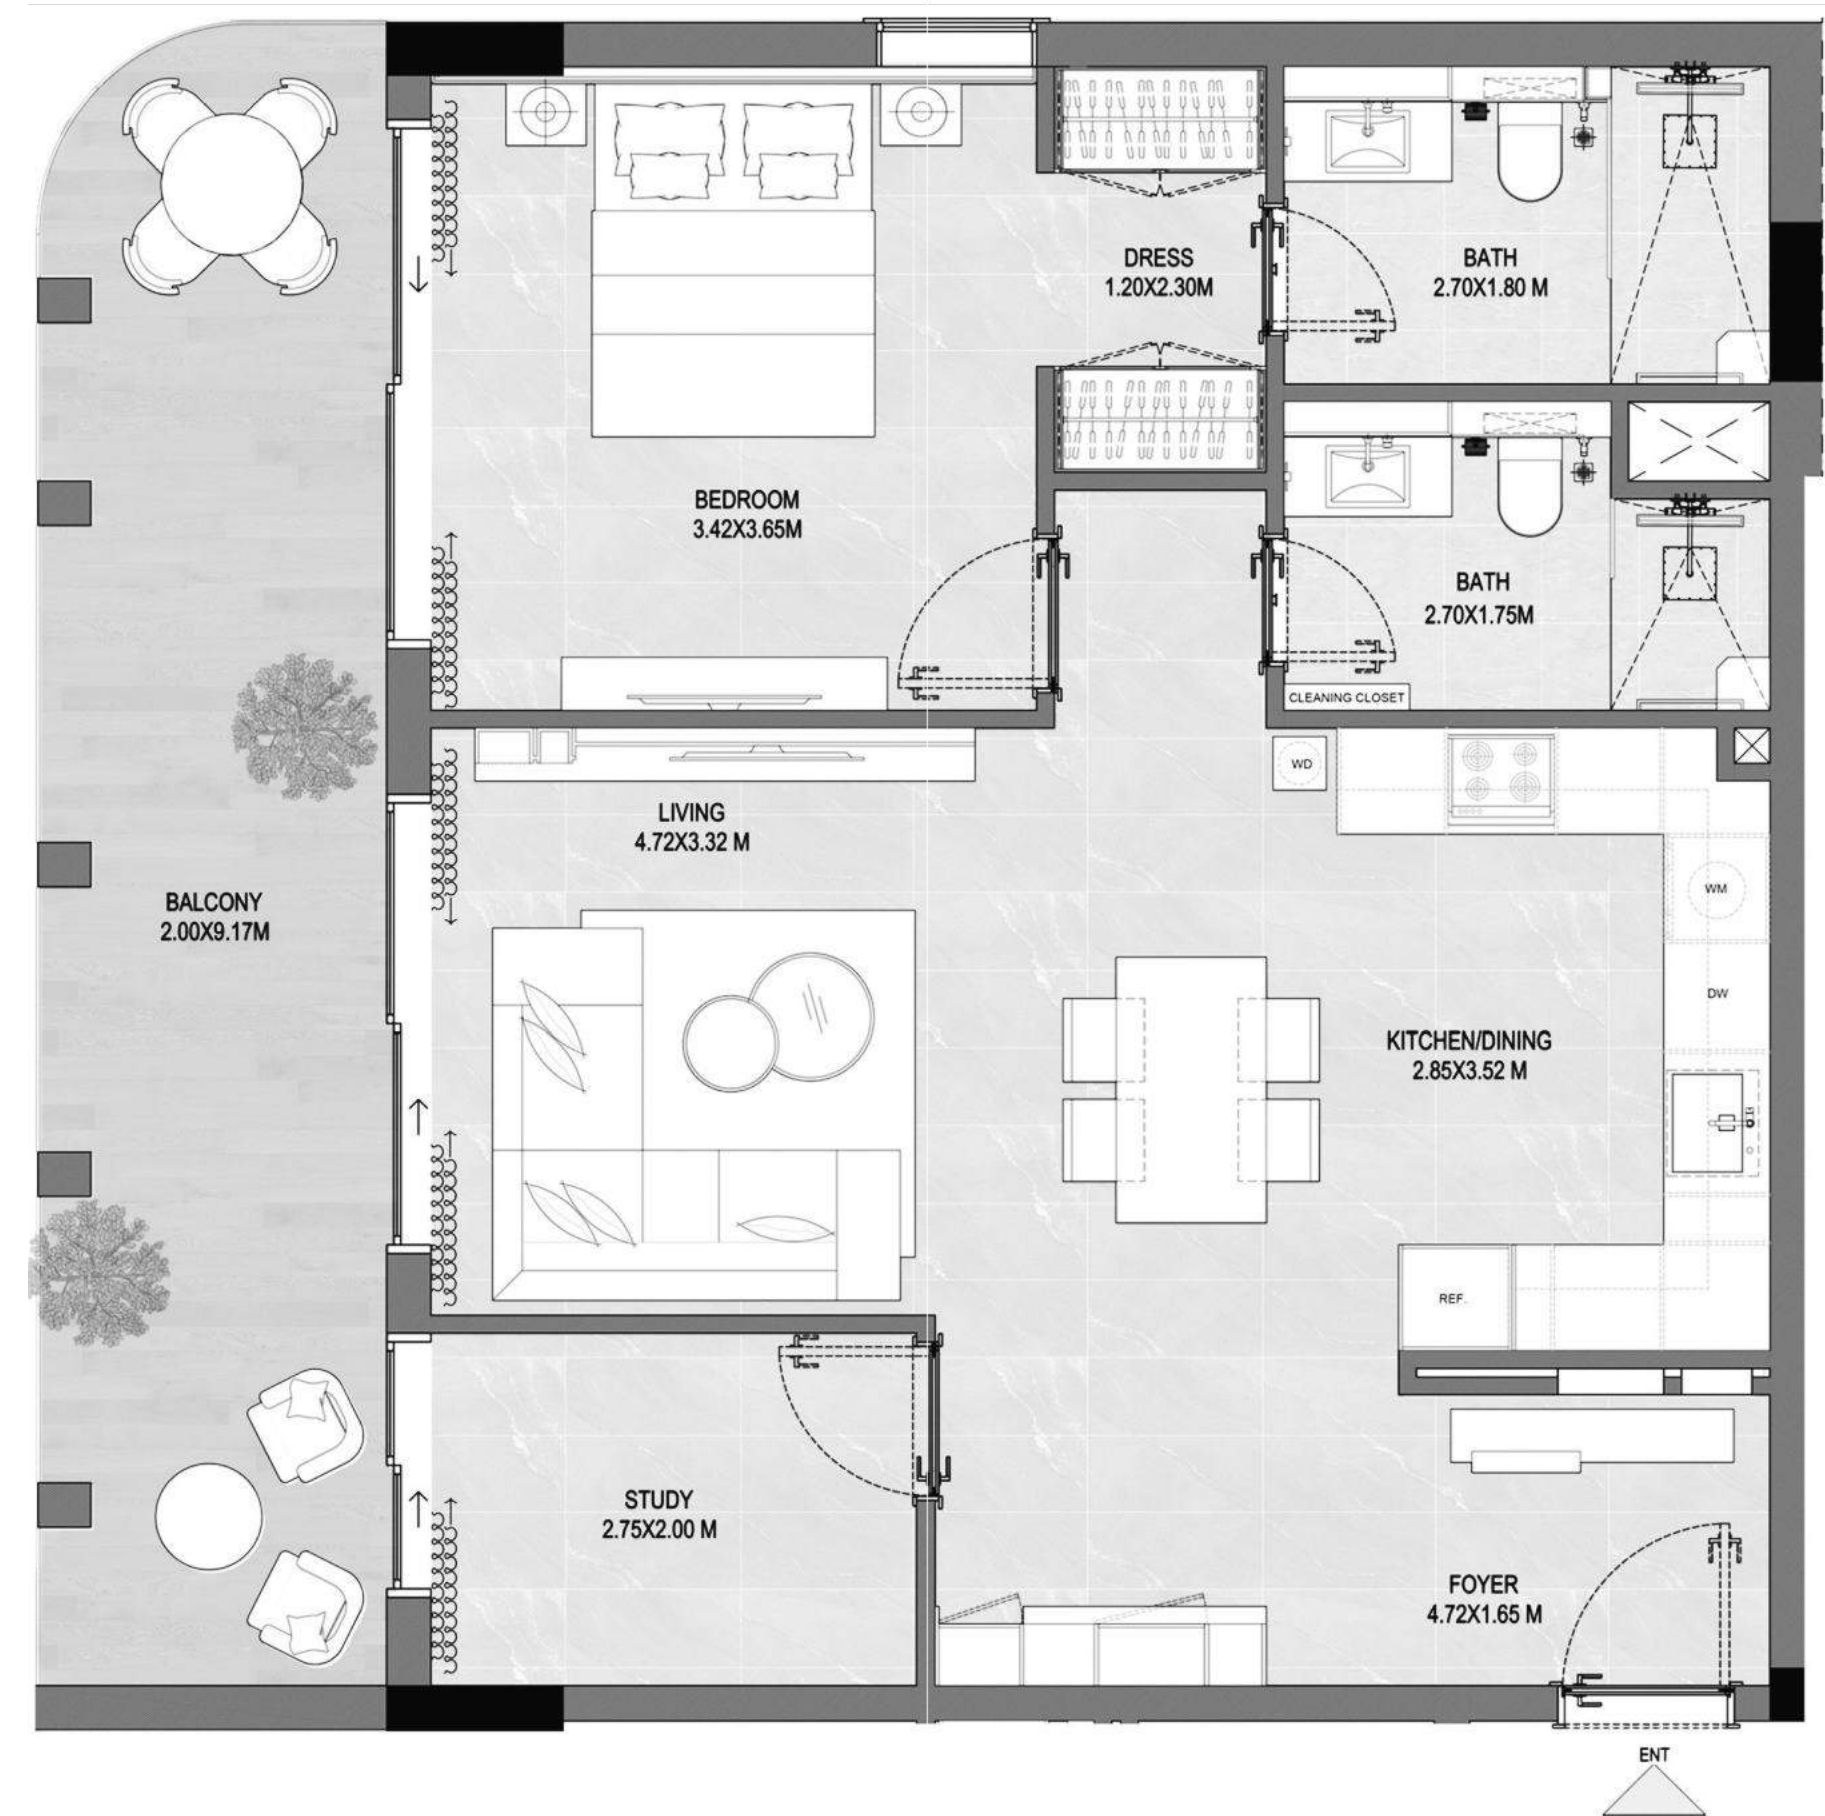 DRESS
1.20X2.30M
BATH
2.70X1.80 M
BEDROOM
3.42X3.65M
BATH
2.70X1.75M
CLEANING CLOSET
WD
LIVING
4.72X3.32 M
WM
BALCONY
2.00X9.17M
DW
KITCHEN/DINING
2.85X3.52 M
REF.
STUDY
2.75X2.00 M
FOYER
4.72X1.65 M
ENT